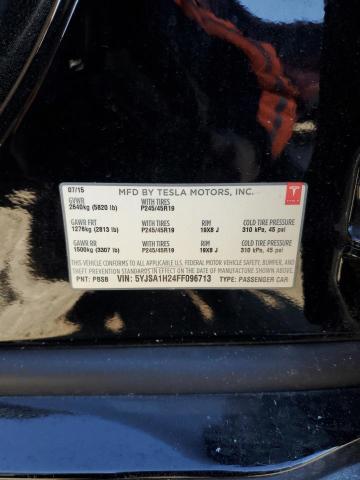 07/15 MFD BY TESLA MOTORS, INC.
GVWR WITH TIRES
2640kg (5820 lb) P245/45R19
GAWR FRT WITH TIRES RIM COLD TIRE PRESSURE
1276kg (2813 lb) P245/45R19 19X8 J 310 kPa, 45 psi
GAWR RR WITH TIRES RIM COLD TIRE PRESSURE
1500kg (3307 lb) P245/45R19 19X8 J 310 kPa, 45 psi
THIS VEHICLE CONFORMS TO ALL APPLICABLE U.S. FEDERAL MOTOR VEHICLE SAFETY, BUMPER, AND
THEFT PREVENTION STANDARDS IN EFFECT ON THE DATE OF MANUFACTURE SHOWN ABOVE.
PNT: PBSB VIN: 5YJSA1H24FF096713 TYPE: PASSENGER CAR